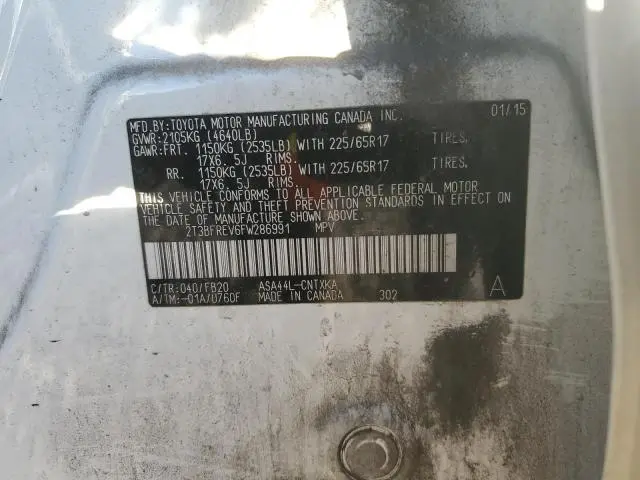 MFD.BY:TOYOTA MOTOR MANUFACTURING CANADA INC. 01/15
GVWR:2105KG (4640LB)
GAWR:FRT. 1150KG (2535LB) WITH 225/65R17 TIRES.
17X6.5J RIMS.
RR. 1150KG (2535LB) WITH 225/65R17 TIRES.
17X6.5J RIMS.
THIS VEHICLE CONFORMS TO ALL APPLICABLE FEDERAL MOTOR
VEHICLE SAFETY AND THEFT PREVENTION STANDARDS IN EFFECT ON
THE DATE OF MANUFACTURE SHOWN ABOVE.
2T3BFREV6FW286991 MPV
C/TR:040/FB20 ASA44L-CNTXKA
A/TM:-01A/U760F MADE IN CANADA 302 A